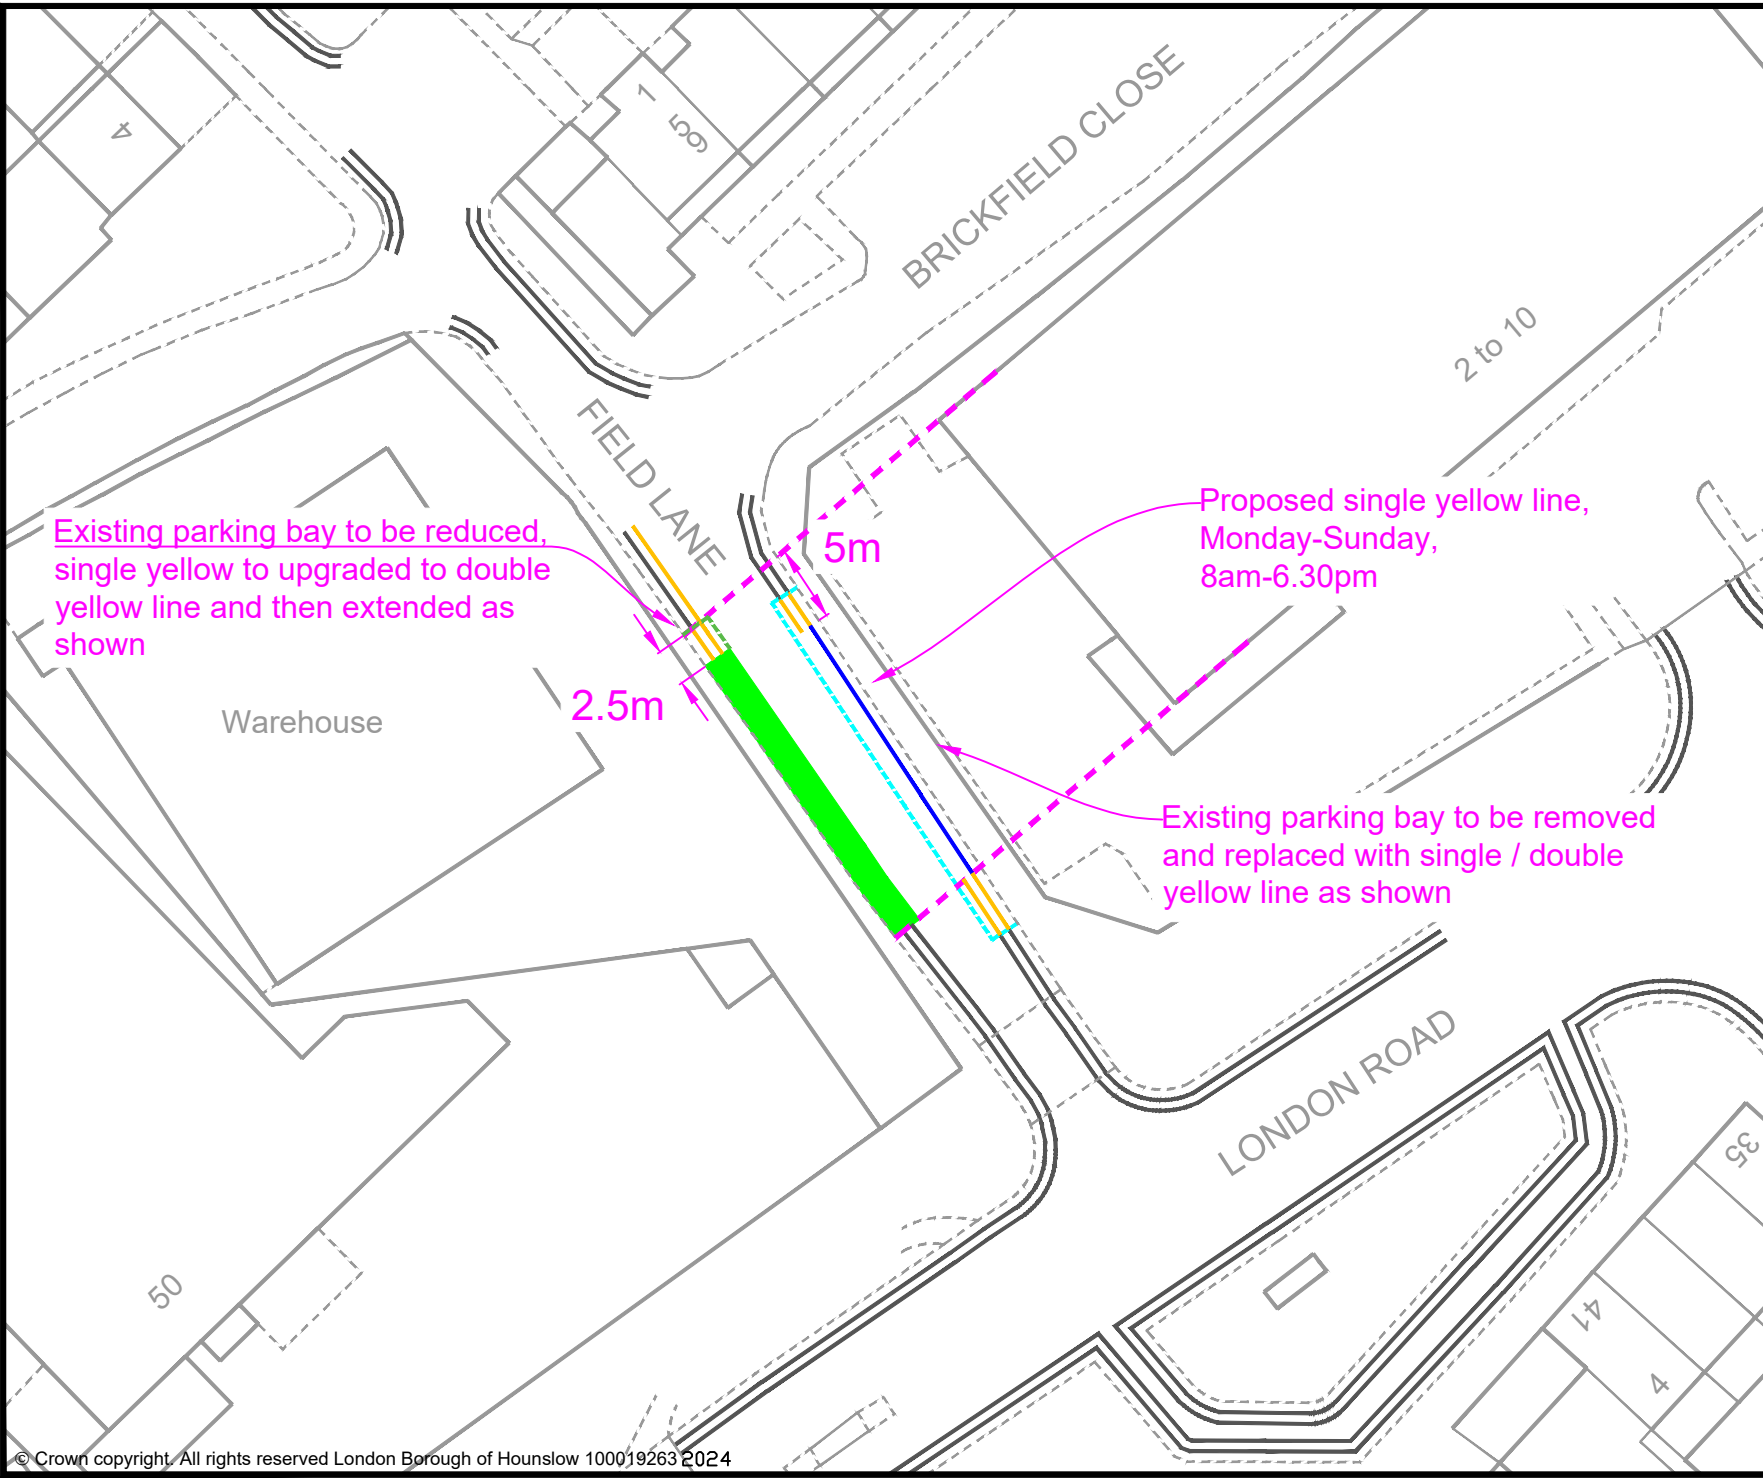 4
1
59
BRICKFIELD CLOSE
2 to 10
FIELD LANE
Existing parking bay to be reduced,
single yellow to upgraded to double
yellow line and then extended as
shown
5m
Proposed single yellow line,
Monday-Sunday,
8am-6.30pm
2.5m
Warehouse
Existing parking bay to be removed
and replaced with single / double
yellow line as shown
LONDON ROAD
35
50
41
4
© Crown copyright. All rights reserved London Borough of Hounslow 100019263 2024